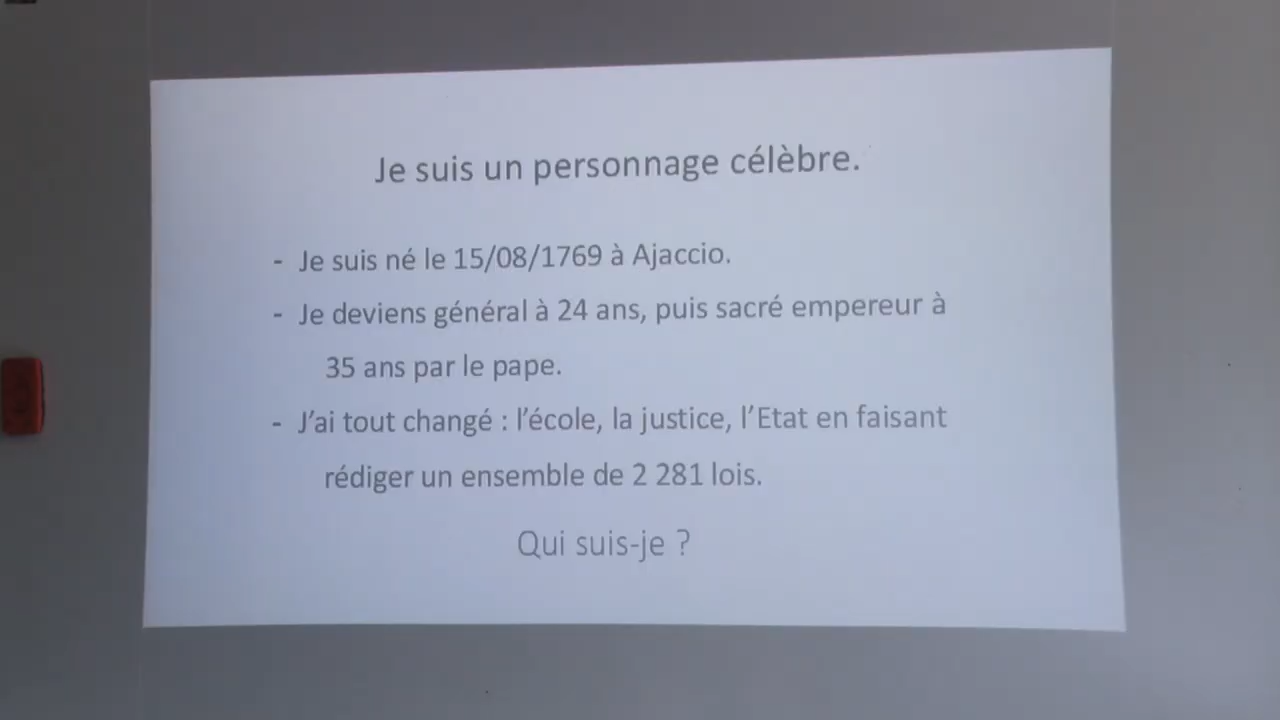 Je suis un personnage célèbre.
- Je suis né le 15/08/1769 à Ajaccio.
- Je deviens général à 24 ans, puis sacré empereur à
35 ans par le pape.
- J’ai tout changé : l’école, la justice, l’Etat en faisant
rédiger un ensemble de 2 281 lois.
Qui suis-je ?